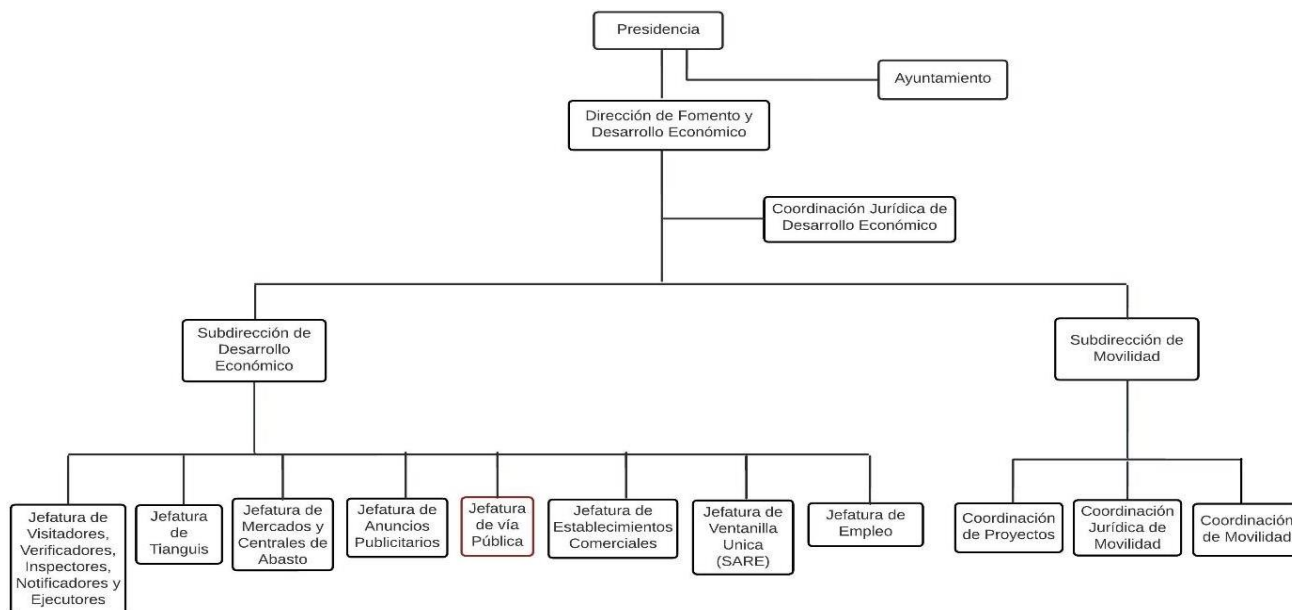 Presidencia
Ayuntamiento
Dirección de Fomento y
Desarrollo Económico
Coordinación Jurídica de
Desarrollo Económico
Subdirección de
Desarrollo
Económico
Subdirección de
Movilidad
Jefatura de
Visitadores,
Verificadores,
Inspectores,
Notificadores y
Ejecutores
Jefatura
de
Tianguis
Jefatura de
Mercados y
Centrales de
Abasto
Jefatura de
Anuncios
Publicitarios
Jefatura
de vía
Pública
Jefatura de
Establecimientos
Comerciales
Jefatura de
Ventanilla
Unica
(SARE)
Jefatura de
Empleo
Coordinación
de Proyectos
Coordinación
Jurídica de
Movilidad
Coordinación
de Movilidad